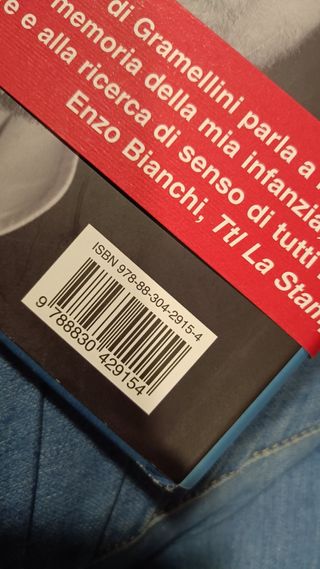 di Gramellini parla a
memoria della mia infanzia,
e e alla ricerca di senso di tutti
Enzo Bianchi, Ttl La Stam
ISBN 978-88-304-2915-4
9 788830 429154